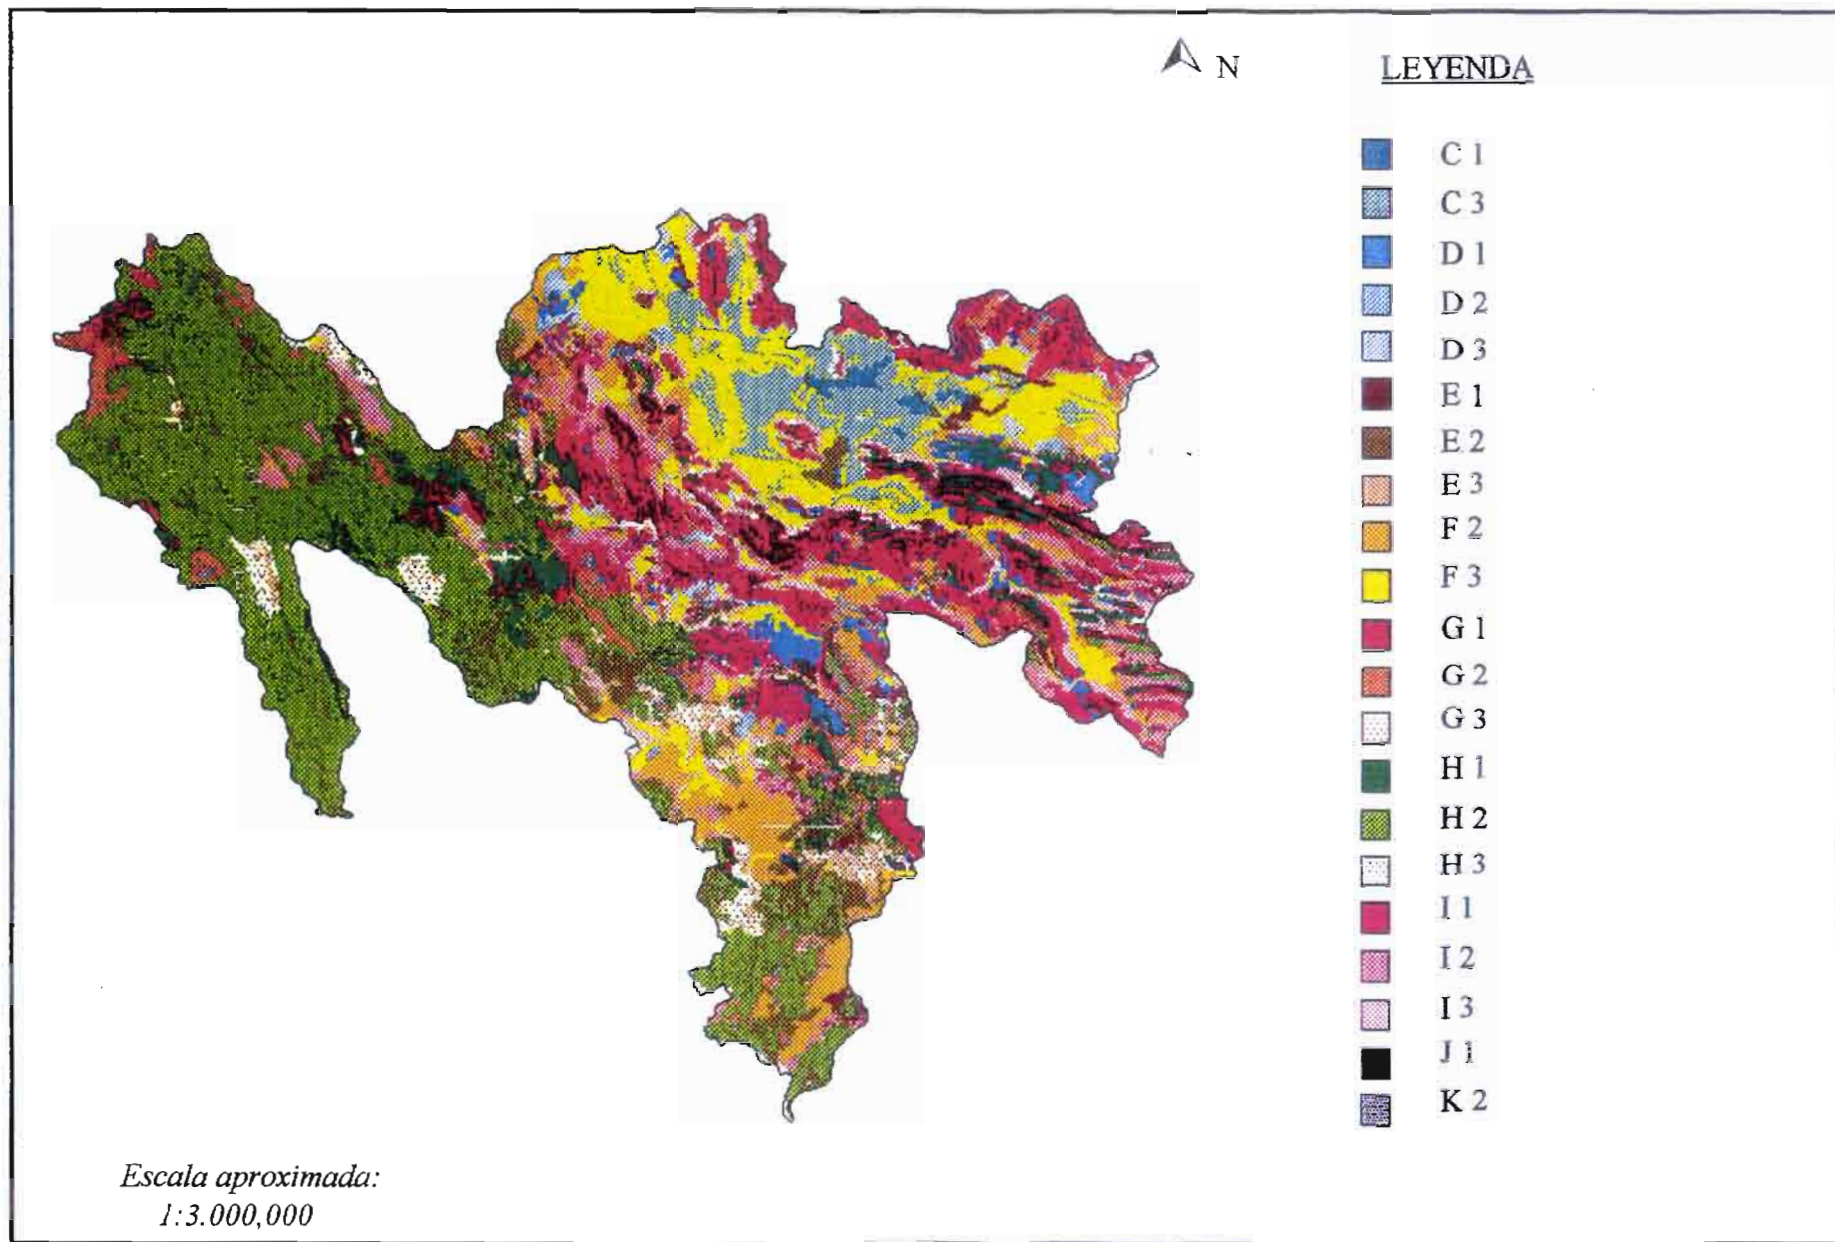 N
LEYENDA
C 1
C 3
D 1
D 2
D 3
E 1
E 2
E 3
F 2
F 3
G 1
G 2
G 3
H 1
H 2
H 3
I 1
I 2
I 3
J 1
K 2
Escala aproximada:
1:3.000,000